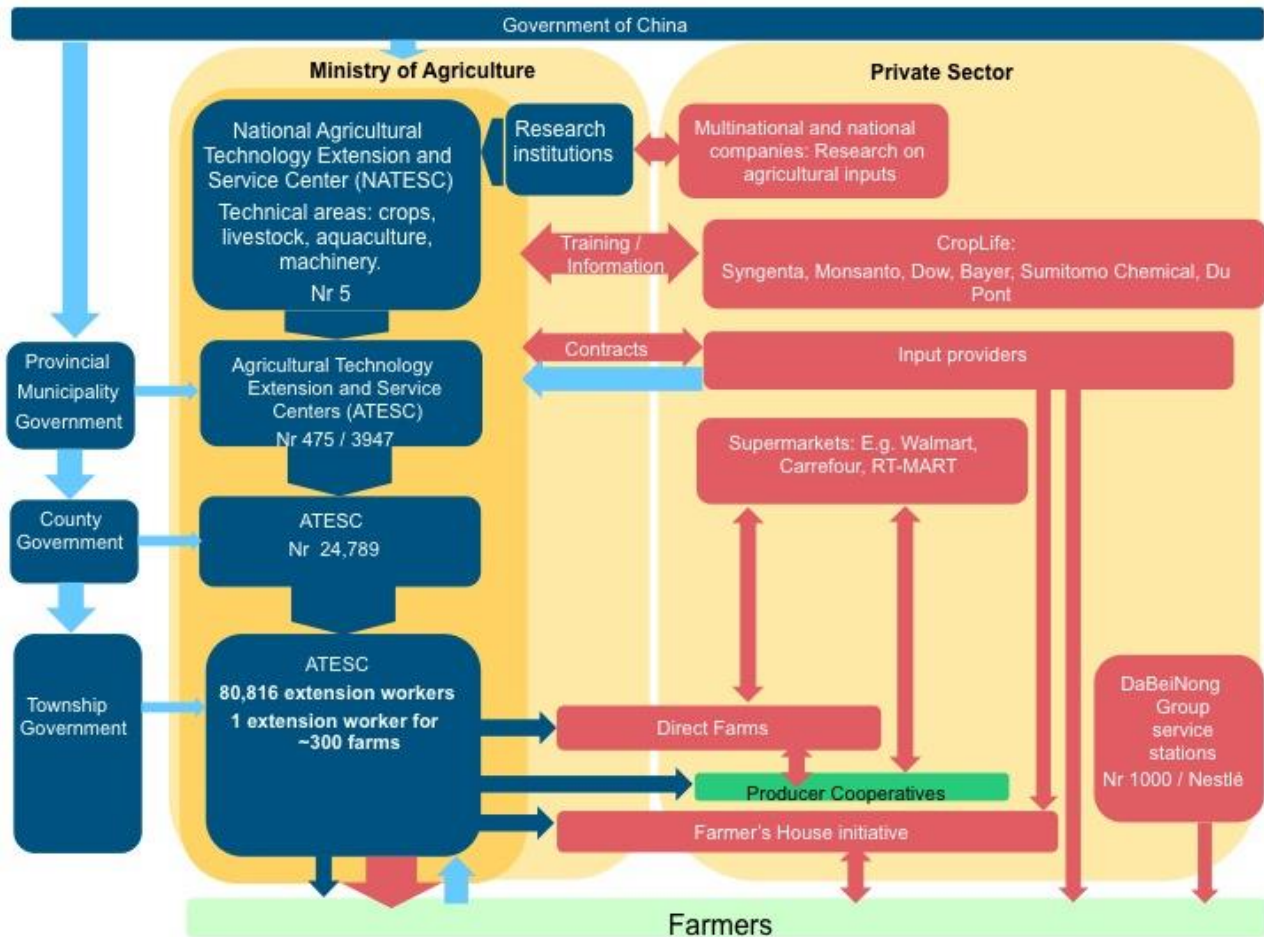 Government of China
Ministry of Agriculture
Private Sector
National Agricultural
Technology Extension and
Service Center (NATESC)
Technical areas: crops,
livestock, aquaculture,
machinery.
Nr 5
Research
institutions
Multinational and national
companies: Research on
agricultural inputs
Training /
Information
CropLife:
Syngenta, Monsanto, Dow, Bayer, Sumitomo Chemical, Du
Pont
Provincial
Municipality
Government
Agricultural Technology
Extension and Service
Centers (ATESC)
Nr 475 / 3947
Contracts
Input providers
Supermarkets: E.g. Walmart,
Carrefour, RT-MART
County
Government
ATESC
Nr 24,789
Township
Government
ATESC
80,816 extension workers
1 extension worker for
~300 farms
Direct Farms
Producer Cooperatives
Farmer's House initiative
DaBeiNong
Group
service
stations
Nr 1000 / Nestlé
Farmers